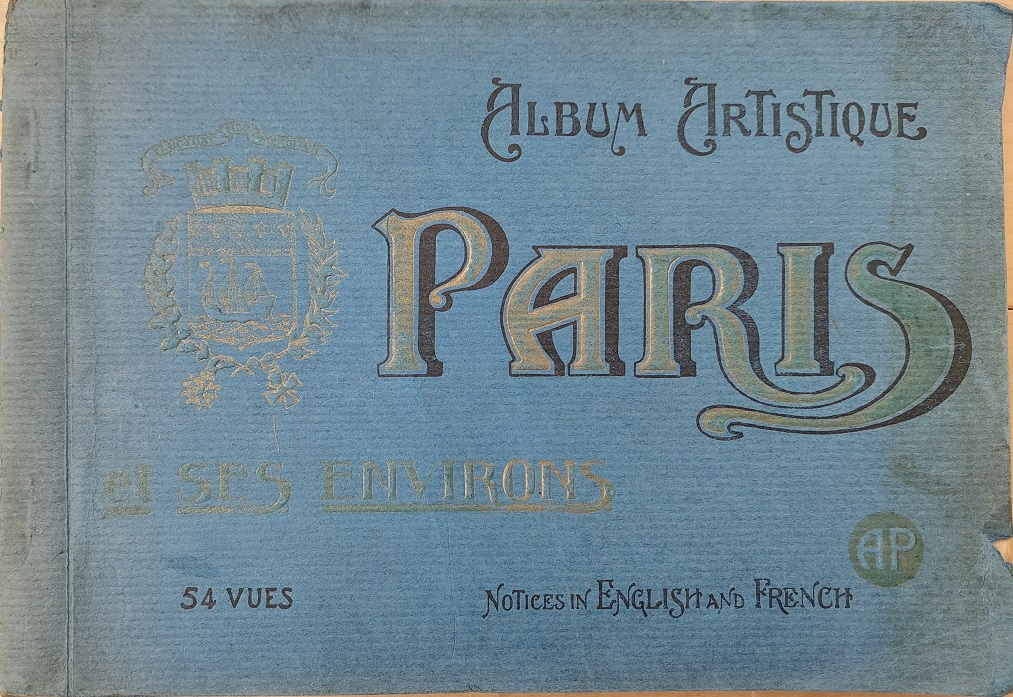 ALBUM ARTISTIQUE
PARIS
et SES ENVIRONS
54 VUES
NOTICES IN ENGLISH AND FRENCH
AP